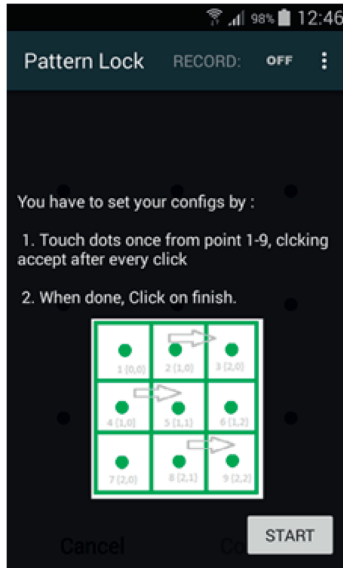 98% 12:46
Pattern Lock RECORD: OFF
You have to set your configs by :
1. Touch dots once from point 1-9, clcking
accept after every click
2. When done, Click on finish.
1 (0,0) 2 (1,0) 3 (2,0)
4 (1,0) 5 (1,1) 6 (1,2)
7 (2,0) 8 (2,1) 9 (2,2)
START
Cancel Co